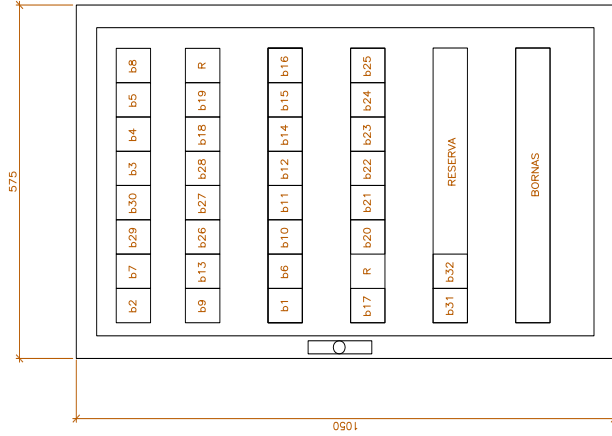 575
1050
b2 b7 b29 b30 b3 b4 b5 b8
b9 b13 b26 b27 b28 b18 b19 R
b1 b6 b10 b11 b12 b14 b15 b16
b17 R b20 b21 b22 b23 b24 b25
b31 b32 RESERVA
BORNAS